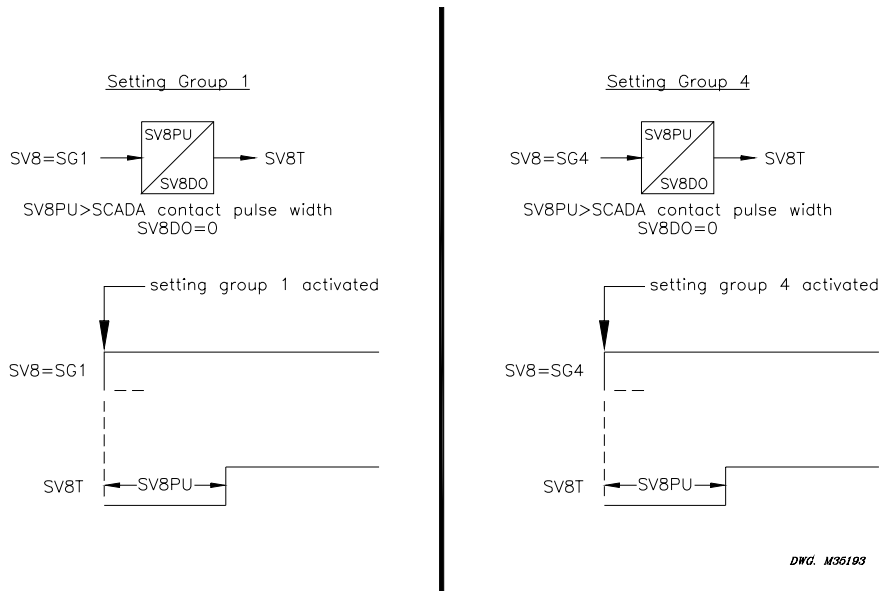 Setting Group 1
SV8PU
SV8=SG1
SV8T
SV8DO
SV8PU>SCADA contact pulse width
SV8DO=0
setting group 1 activated
SV8=SG1
SV8T
SV8PU
Setting Group 4
SV8PU
SV8=SG4
SV8T
SV8DO
SV8PU>SCADA contact pulse width
SV8DO=0
setting group 4 activated
SV8=SG4
SV8T
SV8PU
DWG. M35193